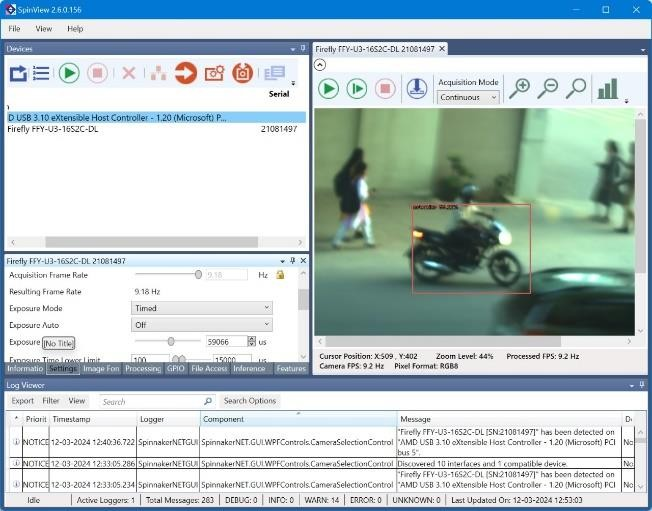 SpinView 2.6.0.156
File View Help
Devices
Serial
D USB 3.10 eXtensible Host Controller - 1.20 (Microsoft) P...
Firefly FFY-U3-16S2C-DL 21081497
Firefly FFY-U3-16S2C-DL 21081497
Acquisition Frame Rate 9.18 Hz
Resulting Frame Rate 9.18 Hz
Exposure Mode Timed
Exposure Auto Off
Exposure [No Title] 59066 us
Exposure Time Lower Limit 100 15000 us
Informatio Settings Image Fon Processing GPIO File Access Inference Features
Firefly FFY-U3-16S2C-DL 21081497
Acquisition Mode
Continuous
Cursor Position: X:509 , Y:402 Zoom Level: 44% Processed FPS: 9.2 Hz
Camera FPS: 9.2 Hz Pixel Format: RGB8
Log Viewer
Export Filter View Search Search Options
Priorit Timestamp Logger Component Message
NOTICE 12-03-2024 12:40:36.722 SpinnakerNETGUI SpinnakerNET.GUI.WPFControls.CameraSelectionControl "Firefly FFY-U3-16S2C-DL [SN:21081497]" has been detected on
"AMD USB 3.10 eXtensible Host Controller - 1.20 (Microsoft) PCI
bus 5". No
NOTICE 12-03-2024 12:33:05.286 SpinnakerNETGUI SpinnakerNET.GUI.WPFControls.CameraSelectionControl Discovered 10 interfaces and 1 compatible device. No
NOTICE 12-03-2024 12:33:05.234 SpinnakerNETGUI SpinnakerNET.GUI.WPFControls.CameraSelectionControl "Firefly FFY-U3-16S2C-DL [SN:21081497]" has been detected on
"AMD USB 3.10 eXtensible Host Controller - 1.20 (Microsoft) PCI No
Idle Active Loggers: 1 Total Messages: 283 DEBUG: 0 INFO: 0 WARN: 14 ERROR: 0 UNKNOWN: 0 Last Updated On: 12-03-2024 12:53:03